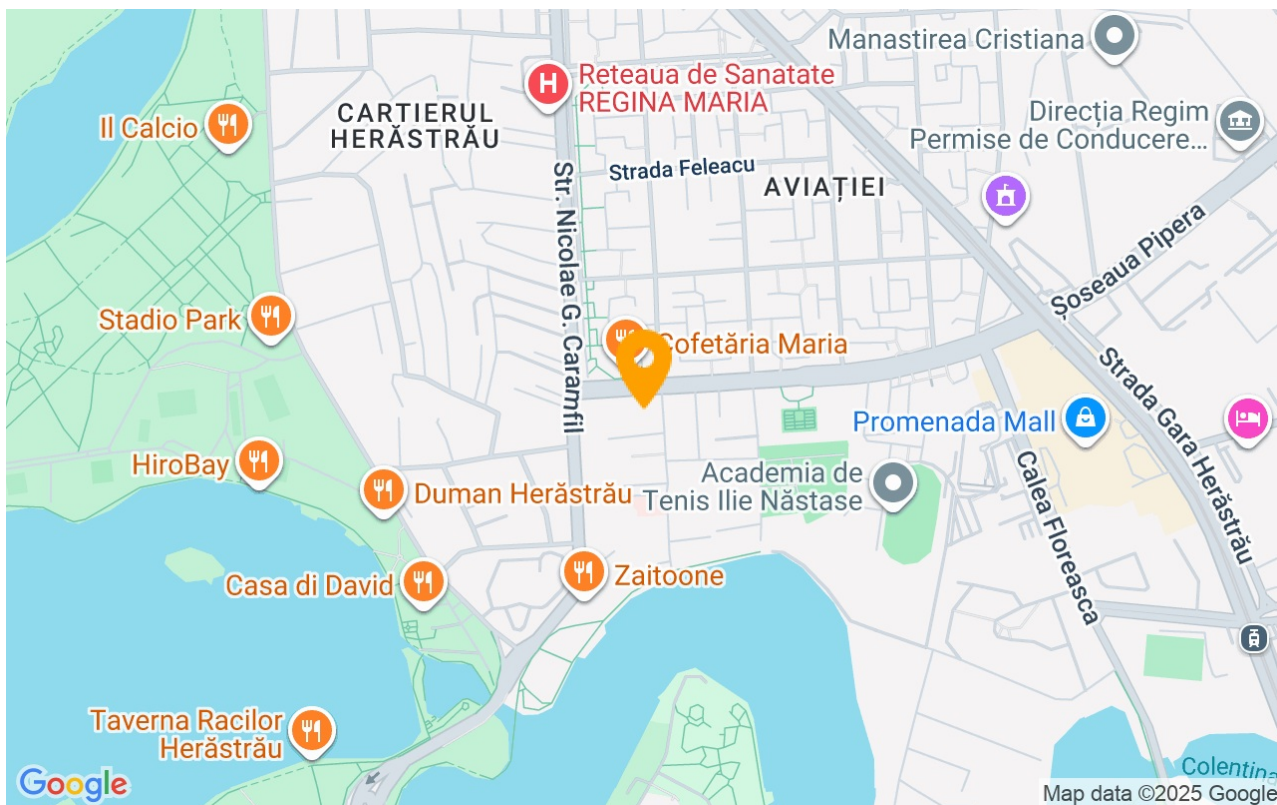 Manastirea Cristiana
H
Reteaua de Sanatate
REGINA MARIA
CARTIERUL
HERĂSTRĂU
Il Calcio
Direcția Regim
Permise de Conducere...
Strada Feleacu
AVIAȚIEI
Str. Nicolae G. Caramfil
Șoseaua Pipera
Stadio Park
Cofetăria Maria
Strada Gara Herăstrău
Promenada Mall
HiroBay
Duman Herăstrău
Academia de
Tenis Ilie Năstase
Calea Floreasca
Casa di David
Zaitoone
Taverna Racilor
Herăstrău
Colentina
Google
Map data ©2025 Google